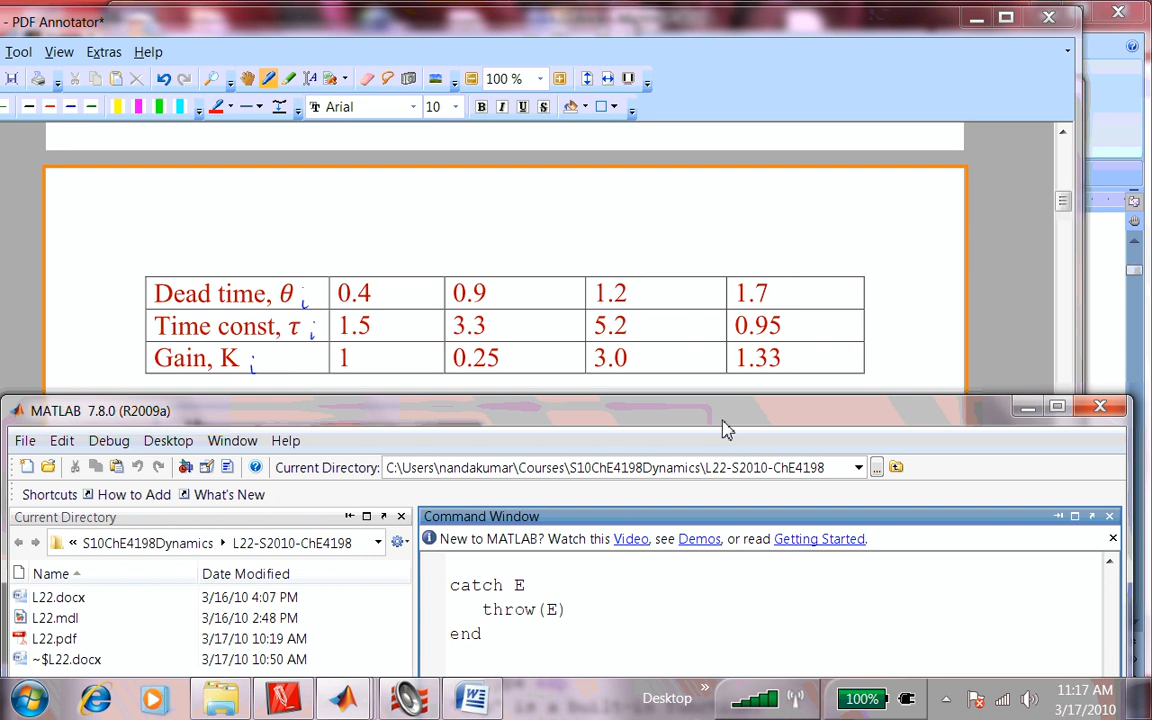 - PDF Annotator*
Tool View Extras Help
100 %
Arial 10 B I U S
Dead time, θ i 0.4 0.9 1.2 1.7
Time const, τ i 1.5 3.3 5.2 0.95
Gain, K i 1 0.25 3.0 1.33
MATLAB 7.8.0 (R2009a)
File Edit Debug Desktop Window Help
Current Directory: C:\Users\nandakumar\Courses\S10ChE4198Dynamics\L22-S2010-ChE4198
Shortcuts How to Add What's New
Current Directory
« S10ChE4198Dynamics L22-S2010-ChE4198
Name Date Modified
L22.docx 3/16/10 4:07 PM
L22.mdl 3/16/10 2:48 PM
L22.pdf 3/17/10 10:19 AM
~$L22.docx 3/17/10 10:50 AM
Command Window
New to MATLAB? Watch this Video, see Demos, or read Getting Started.
catch E
throw(E)
end
Desktop » 100% 11:17 AM
3/17/2010